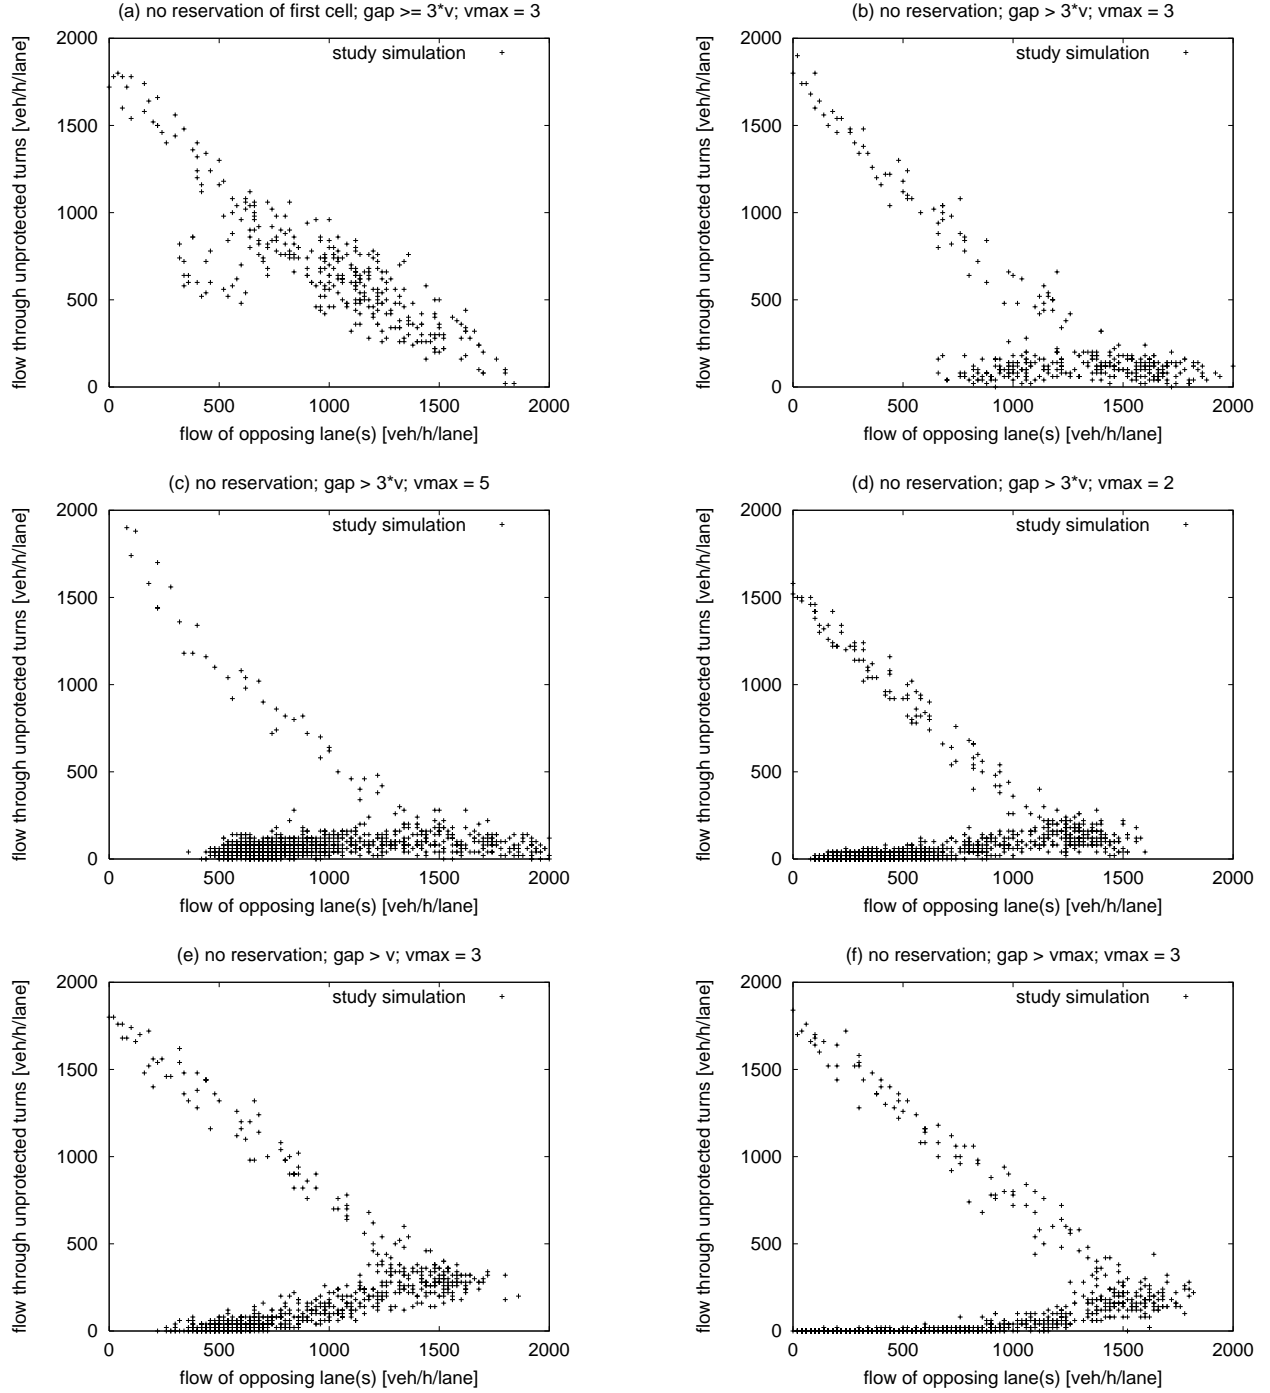 (a) no reservation of first cell; gap >= 3*v; vmax = 3
flow through unprotected turns [veh/h/lane]
2000
1500
1000
500
0
study simulation
0 500 1000 1500 2000
flow of opposing lane(s) [veh/h/lane]
(b) no reservation; gap > 3*v; vmax = 3
flow through unprotected turns [veh/h/lane]
2000
1500
1000
500
0
study simulation
0 500 1000 1500 2000
flow of opposing lane(s) [veh/h/lane]
(c) no reservation; gap > 3*v; vmax = 5
flow through unprotected turns [veh/h/lane]
2000
1500
1000
500
0
study simulation
0 500 1000 1500 2000
flow of opposing lane(s) [veh/h/lane]
(d) no reservation; gap > 3*v; vmax = 2
flow through unprotected turns [veh/h/lane]
2000
1500
1000
500
0
study simulation
0 500 1000 1500 2000
flow of opposing lane(s) [veh/h/lane]
(e) no reservation; gap > v; vmax = 3
flow through unprotected turns [veh/h/lane]
2000
1500
1000
500
0
study simulation
0 500 1000 1500 2000
flow of opposing lane(s) [veh/h/lane]
(f) no reservation; gap > vmax; vmax = 3
flow through unprotected turns [veh/h/lane]
2000
1500
1000
500
0
study simulation
0 500 1000 1500 2000
flow of opposing lane(s) [veh/h/lane]